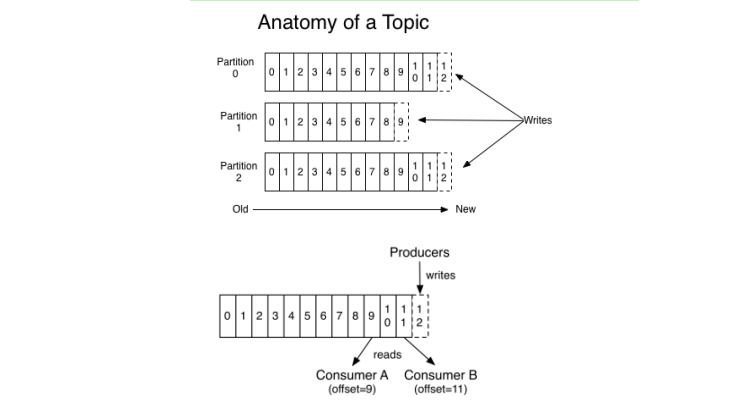 Anatomy of a Topic
Partition
0
0 1 2 3 4 5 6 7 8 9 10 11 12
Partition
1
0 1 2 3 4 5 6 7 8 9
Writes
Partition
2
0 1 2 3 4 5 6 7 8 9 10 11 12
Old New
Producers
writes
0 1 2 3 4 5 6 7 8 9 10 11 12
reads
Consumer A Consumer B
(offset=9) (offset=11)